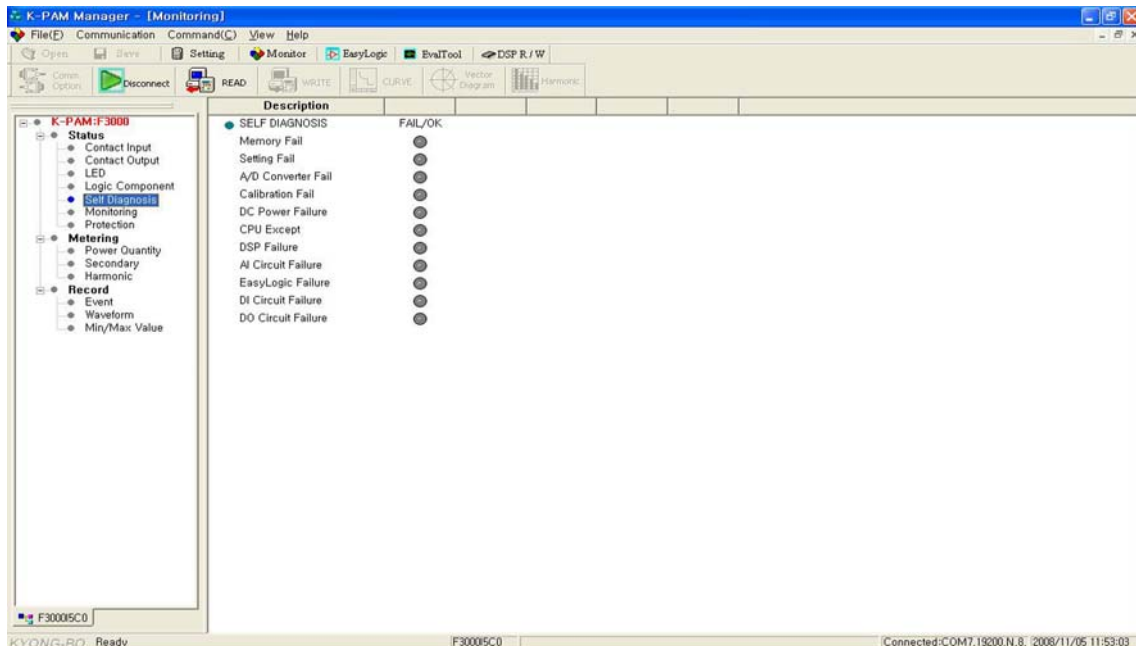 K-PAM Manager - [Monitoring]
File(F) Communication Command(C) View Help
Open Save Setting Monitor EasyLogic EvalTool DSP R/W
Comm. Option Disconnect READ WRITE CURVE Vector Diagram Harmonic
Description
K-PAM:F3000
Status
Contact Input
Contact Output
LED
Logic Component
Self Diagnosis
Monitoring
Protection
Metering
Power Quantity
Secondary
Harmonic
Record
Event
Waveform
Min/Max Value
SELF DIAGNOSIS FAIL/OK
Memory Fail
Setting Fail
A/D Converter Fail
Calibration Fail
DC Power Failure
CPU Except
DSP Failure
AI Circuit Failure
EasyLogic Failure
DI Circuit Failure
DO Circuit Failure
F3000I5C0
KYONG-BO Ready F3000I5C0 Connected:COM7,19200,N,8, 2008/11/05 11:53:03